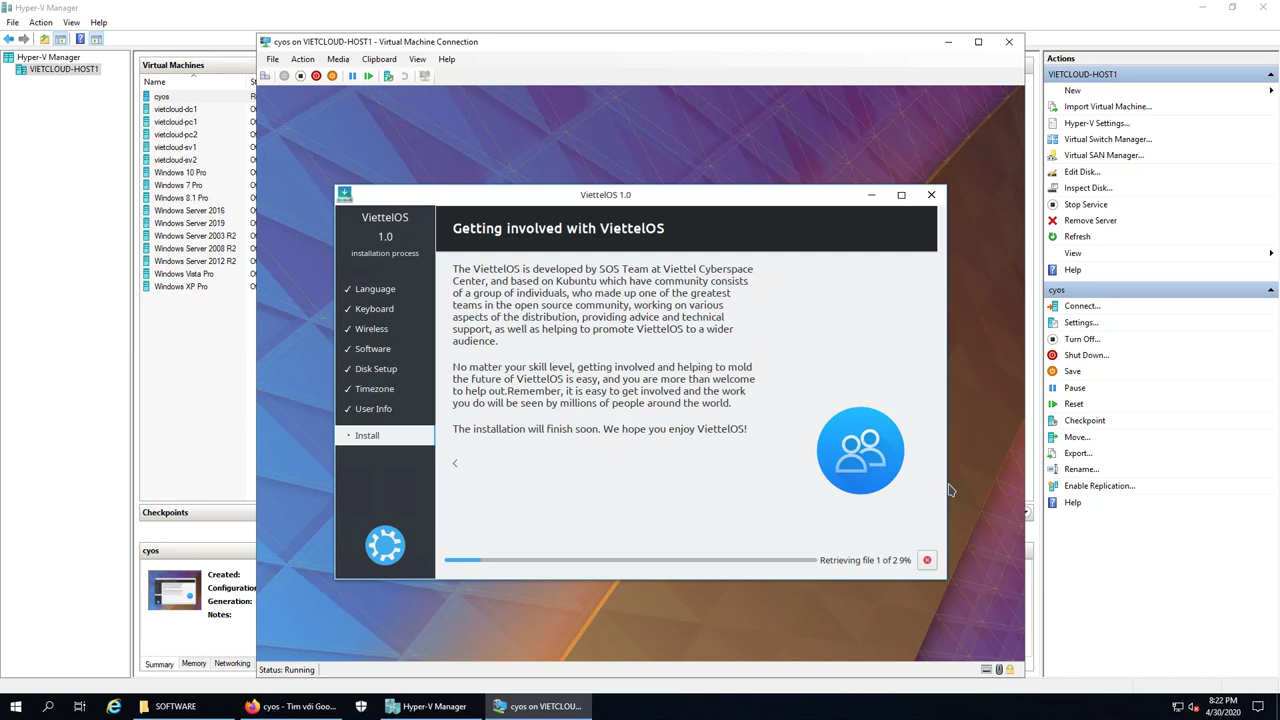 Hyper-V Manager
File Action View Help
Hyper-V Manager
VIETCLOUD-HOST1
Virtual Machines
Name
cyos
vietcloud-dc1
vietcloud-pc1
vietcloud-pc2
vietcloud-sv1
vietcloud-sv2
Windows 10 Pro
Windows 7 Pro
Windows 8.1 Pro
Windows Server 2016
Windows Server 2019
Windows Server 2003 R2
Windows Server 2008 R2
Windows Server 2012 R2
Windows Vista Pro
Windows XP Pro
Checkpoints
cyos
Created:
Configuration
Generation:
Notes:
Summary Memory Networking
cyos on VIETCLOUD-HOST1 - Virtual Machine Connection
File Action Media Clipboard View Help
ViettelOS 1.0
ViettelOS
1.0
installation process
✓ Language
✓ Keyboard
✓ Wireless
✓ Software
✓ Disk Setup
✓ Timezone
✓ User Info
· Install
Getting involved with ViettelOS
The ViettelOS is developed by SOS Team at Viettel Cyberspace
Center, and based on Kubuntu which have community consists
of a group of individuals, who made up one of the greatest
teams in the open source community, working on various
aspects of the distribution, providing advice and technical
support, as well as helping to promote ViettelOS to a wider
audience.
No matter your skill level, getting involved and helping to mold
the future of ViettelOS is easy, and you are more than welcome
to help out.Remember, it is easy to get involved and the work
you do will be seen by millions of people around the world.
The installation will finish soon. We hope you enjoy ViettelOS!
<
Retrieving file 1 of 2 9%
Status: Running
Actions
VIETCLOUD-HOST1
New
Import Virtual Machine...
Hyper-V Settings...
Virtual Switch Manager...
Virtual SAN Manager...
Edit Disk...
Inspect Disk...
Stop Service
Remove Server
Refresh
View
Help
cyos
Connect...
Settings...
Turn Off...
Shut Down...
Save
Pause
Reset
Checkpoint
Move...
Export...
Rename...
Enable Replication...
Help
SOFTWARE
cyos - Tìm với Goo...
Hyper-V Manager
cyos on VIETCLOU...
8:22 PM
4/30/2020